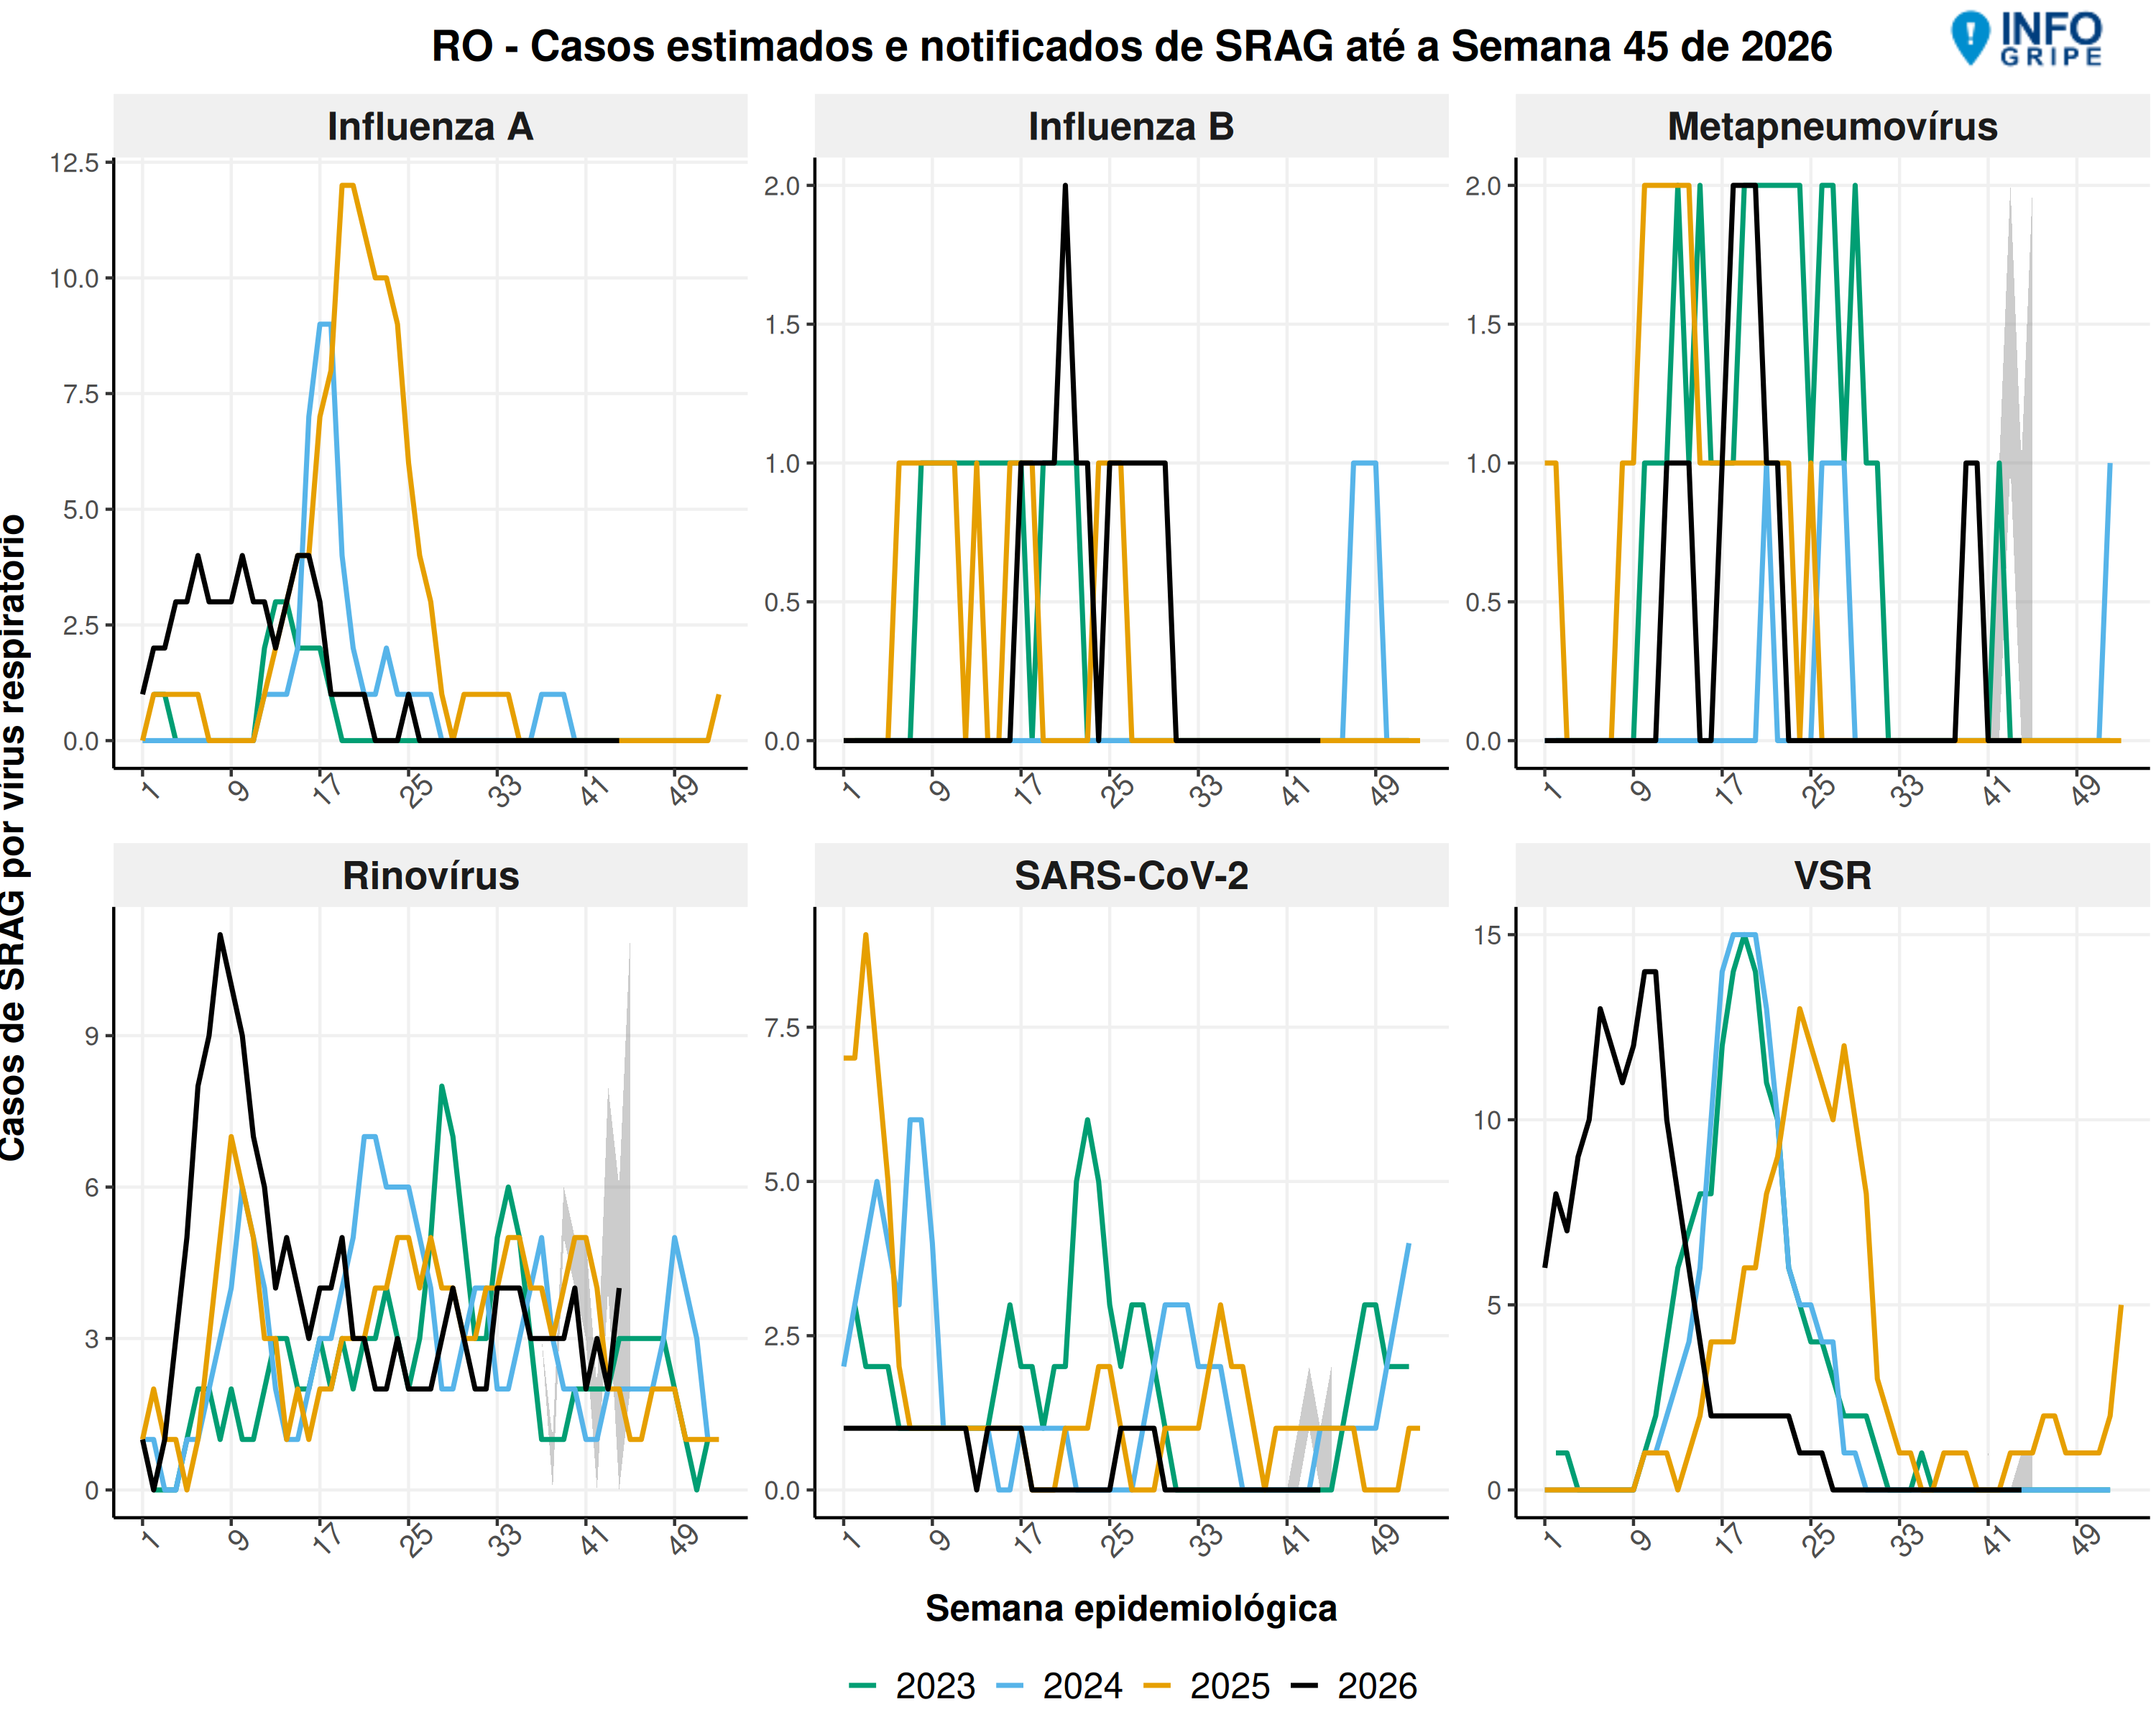 RO - Casos estimados e notificados de SRAG até a Semana 45 de 2026
INFO
GRIPE
Influenza A
Influenza B
Metapneumovírus
12.5
10.0
7.5
5.0
2.5
0.0
1 9 17 25 33 41 49
2.0
1.5
1.0
0.5
0.0
1 9 17 25 33 41 49
2.0
1.5
1.0
0.5
0.0
1 9 17 25 33 41 49
Casos de SRAG por vírus respiratório
Rinovírus
SARS-CoV-2
VSR
9
6
3
0
1 9 17 25 33 41 49
7.5
5.0
2.5
0.0
1 9 17 25 33 41 49
15
10
5
0
1 9 17 25 33 41 49
Semana epidemiológica
2023 2024 2025 2026